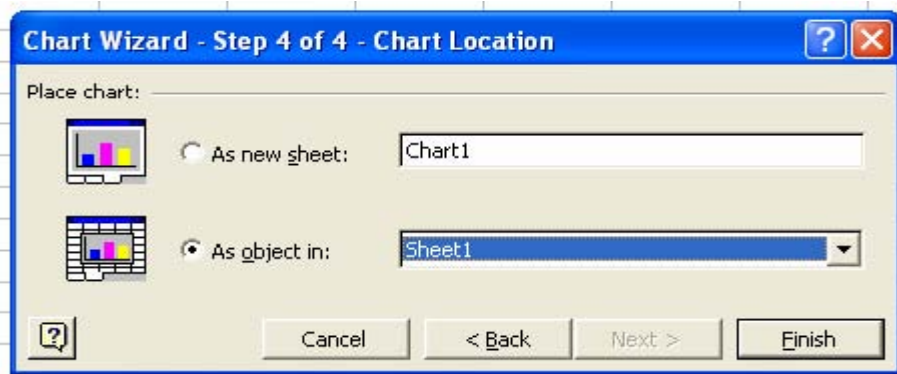 Chart Wizard - Step 4 of 4 - Chart Location
Place chart:
As new sheet: Chart1
As object in: Sheet1
Cancel < Back Next > Finish